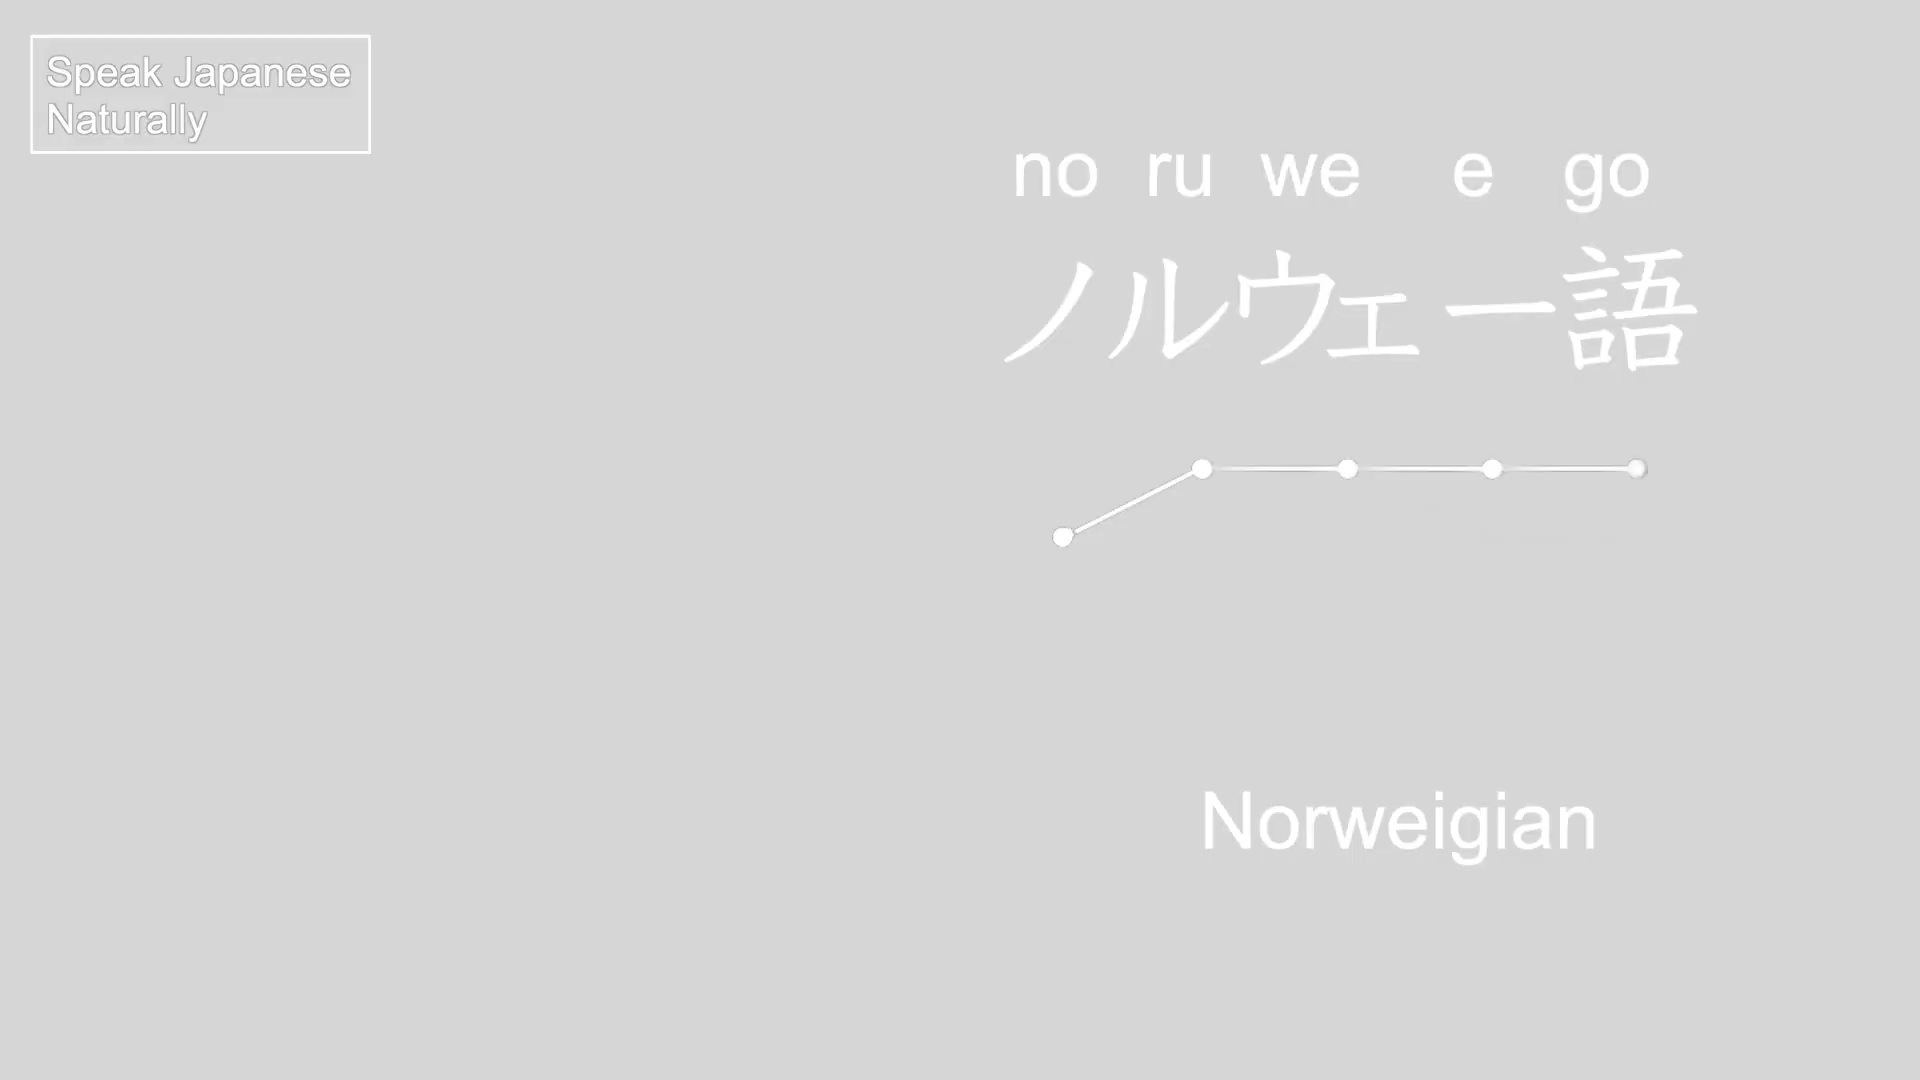 Speak Japanese
Naturally
no ru we e go
ノルウェー語
Norweigian